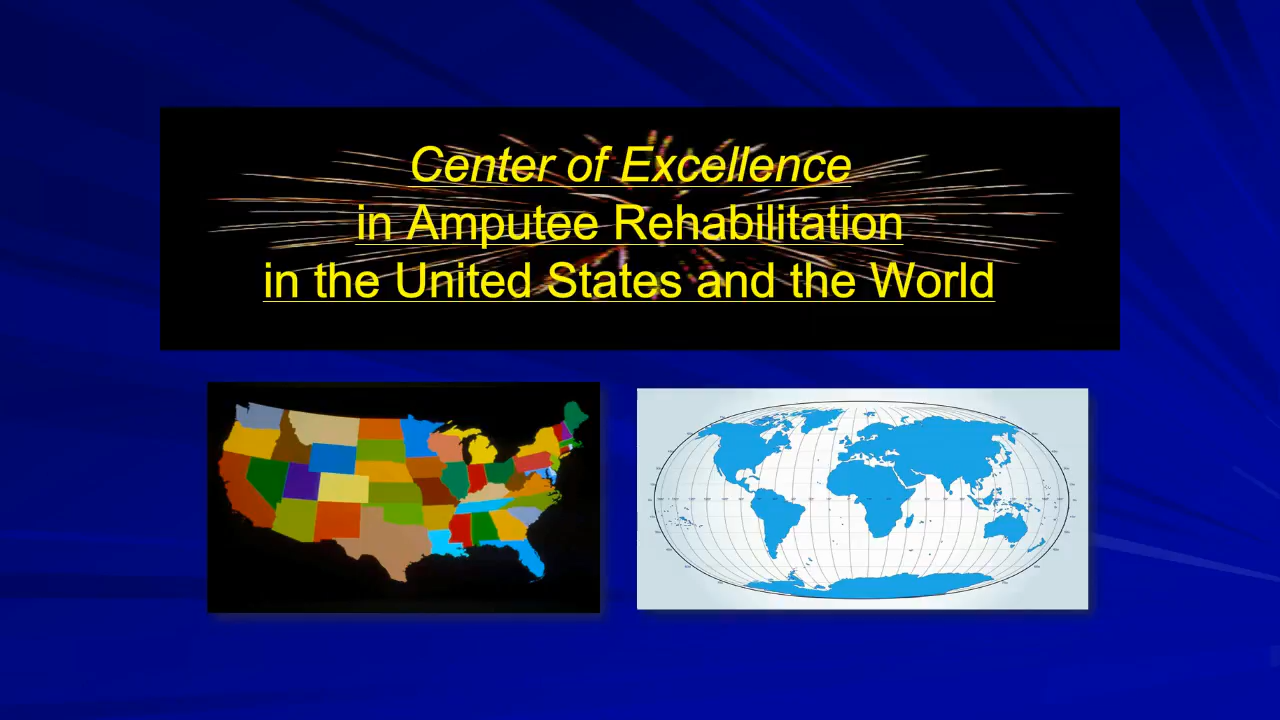 Center of Excellence
in Amputee Rehabilitation
in the United States and the World